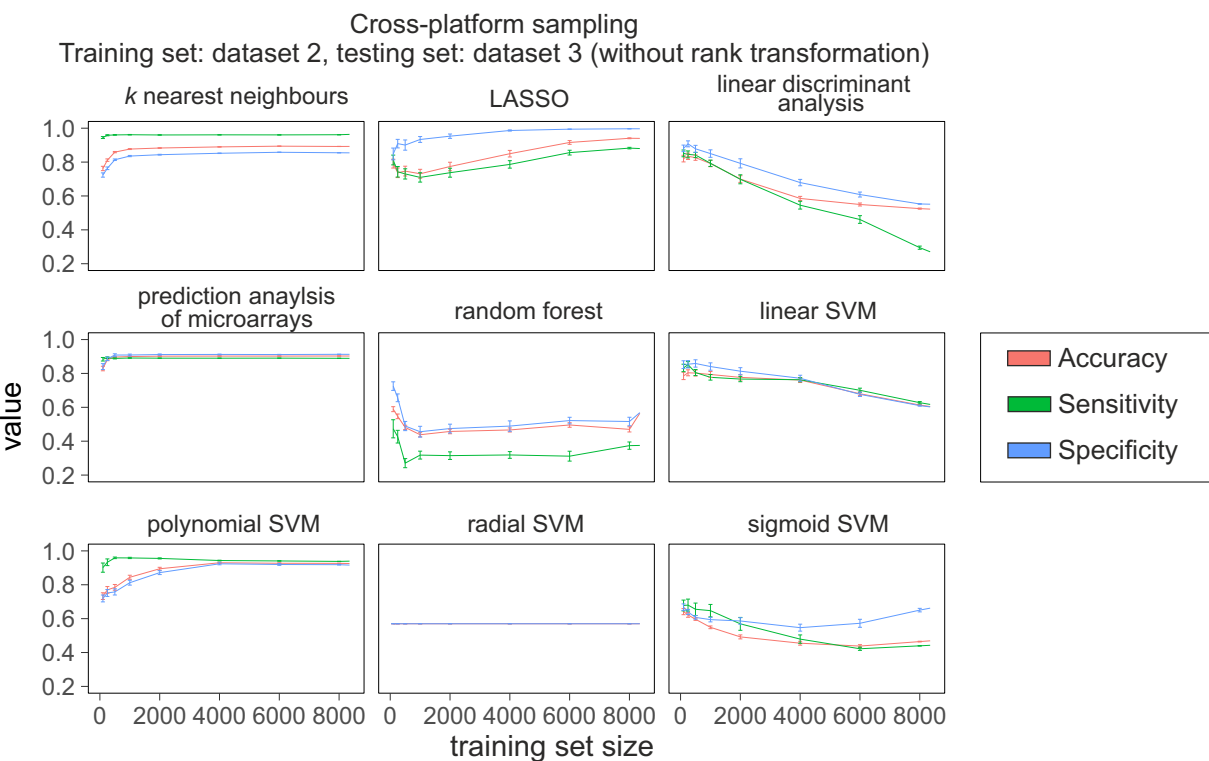 Cross-platform sampling
Training set: dataset 2, testing set: dataset 3 (without rank transformation)
k nearest neighbours
LASSO
linear discriminant
analysis
1.0
0.8
0.6
0.4
0.2
prediction anaylsis
of microarrays
random forest
linear SVM
1.0
0.8
0.6
0.4
0.2
value
Accuracy
Sensitivity
Specificity
polynomial SVM
radial SVM
sigmoid SVM
1.0
0.8
0.6
0.4
0.2
0 2000 4000 6000 8000
0 2000 4000 6000 8000
0 2000 4000 6000 8000
training set size